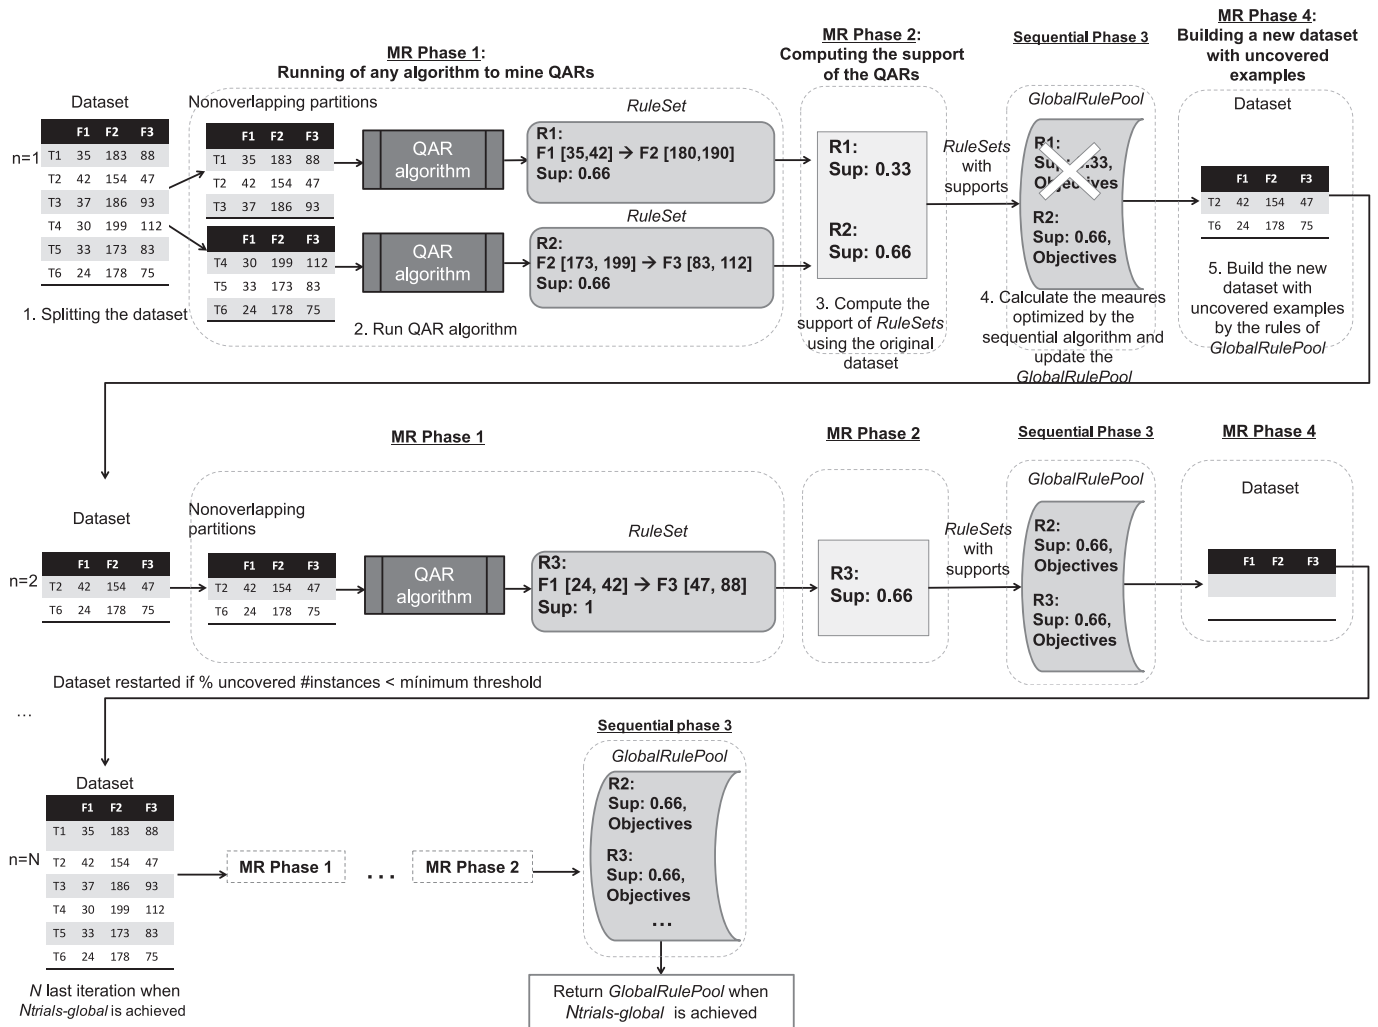 MR Phase 1:
Running of any algorithm to mine QARs
MR Phase 2:
Computing the support
of the QARs
Sequential Phase 3
MR Phase 4:
Building a new dataset
with uncovered
examples
n=1
Dataset
F1 F2 F3
T1 35 183 88
T2 42 154 47
T3 37 186 93
T4 30 199 112
T5 33 173 83
T6 24 178 75
1. Splitting the dataset
Nonoverlapping partitions
F1 F2 F3
T1 35 183 88
T2 42 154 47
T3 37 186 93
F1 F2 F3
T4 30 199 112
T5 33 173 83
T6 24 178 75
QAR
algorithm
QAR
algorithm
2. Run QAR algorithm
RuleSet
R1:
F1 [35,42] → F2 [180,190]
Sup: 0.66
RuleSet
R2:
F2 [173, 199] → F3 [83, 112]
Sup: 0.66
R1:
Sup: 0.33
R2:
Sup: 0.66
3. Compute the
support of RuleSets
using the original
dataset
RuleSets
with
supports
GlobalRulePool
R1:
Sup: 0.33,
Objectives
R2:
Sup: 0.66,
Objectives
4. Calculate the meaures
optimized by the
sequential algorithm and
update the
GlobalRulePool
Dataset
F1 F2 F3
T2 42 154 47
T6 24 178 75
5. Build the new
dataset with
uncovered examples
by the rules of
GlobalRulePool
MR Phase 1
MR Phase 2
Sequential Phase 3
MR Phase 4
n=2
Dataset
F1 F2 F3
T2 42 154 47
T6 24 178 75
Nonoverlapping
partitions
F1 F2 F3
T2 42 154 47
T6 24 178 75
QAR
algorithm
RuleSet
R3:
F1 [24, 42] → F3 [47, 88]
Sup: 1
R3:
Sup: 0.66
RuleSets
with
supports
GlobalRulePool
R2:
Sup: 0.66,
Objectives
R3:
Sup: 0.66,
Objectives
Dataset
F1 F2 F3
Dataset restarted if % uncovered #instances < mínimum threshold
...
n=N
Dataset
F1 F2 F3
T1 35 183 88
T2 42 154 47
T3 37 186 93
T4 30 199 112
T5 33 173 83
T6 24 178 75
N last iteration when
Ntrials-global is achieved
MR Phase 1
...
MR Phase 2
Sequential phase 3
GlobalRulePool
R2:
Sup: 0.66,
Objectives
R3:
Sup: 0.66,
Objectives
...
Return GlobalRulePool when
Ntrials-global is achieved